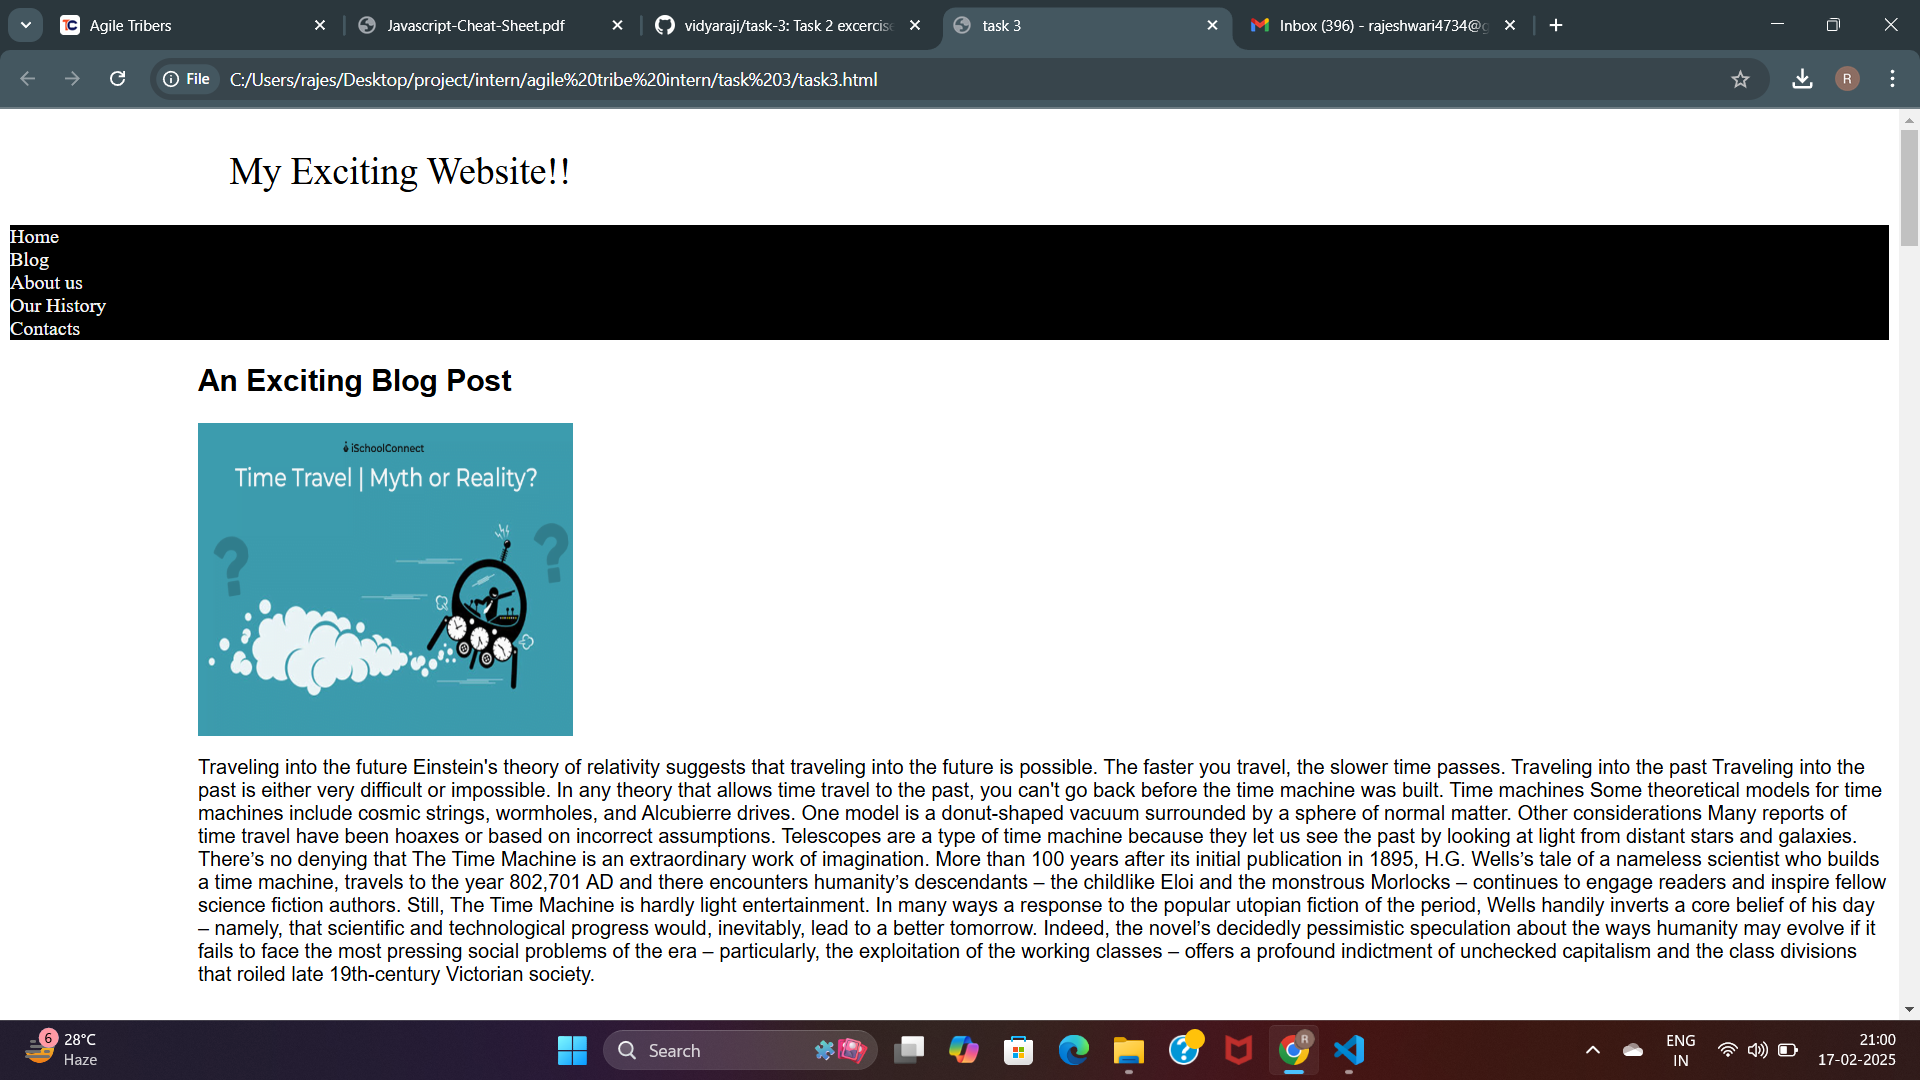 Agile Tribers
Javascript-Cheat-Sheet.pdf
vidyaraji/task-3: Task 2 excercise
task 3
Inbox (396) - rajeshwari4734@g
File
C:/Users/rajes/Desktop/project/intern/agile%20tribe%20intern/task%203/task3.html
R
My Exciting Website!!
Home
Blog
About us
Our History
Contacts
An Exciting Blog Post
iSchoolConnect
Time Travel | Myth or Reality?
Traveling into the future Einstein's theory of relativity suggests that traveling into the future is possible. The faster you travel, the slower time passes. Traveling into the past Traveling into the
past is either very difficult or impossible. In any theory that allows time travel to the past, you can't go back before the time machine was built. Time machines Some theoretical models for time
machines include cosmic strings, wormholes, and Alcubierre drives. One model is a donut-shaped vacuum surrounded by a sphere of normal matter. Other considerations Many reports of
time travel have been hoaxes or based on incorrect assumptions. Telescopes are a type of time machine because they let us see the past by looking at light from distant stars and galaxies.
There’s no denying that The Time Machine is an extraordinary work of imagination. More than 100 years after its initial publication in 1895, H.G. Wells’s tale of a nameless scientist who builds
a time machine, travels to the year 802,701 AD and there encounters humanity’s descendants – the childlike Eloi and the monstrous Morlocks – continues to engage readers and inspire fellow
science fiction authors. Still, The Time Machine is hardly light entertainment. In many ways a response to the popular utopian fiction of the period, Wells handily inverts a core belief of his day
– namely, that scientific and technological progress would, inevitably, lead to a better tomorrow. Indeed, the novel’s decidedly pessimistic speculation about the ways humanity may evolve if it
fails to face the most pressing social problems of the era – particularly, the exploitation of the working classes – offers a profound indictment of unchecked capitalism and the class divisions
that roiled late 19th-century Victorian society.
6
28°C
Haze
Search
R
ENG
IN
21:00
17-02-2025